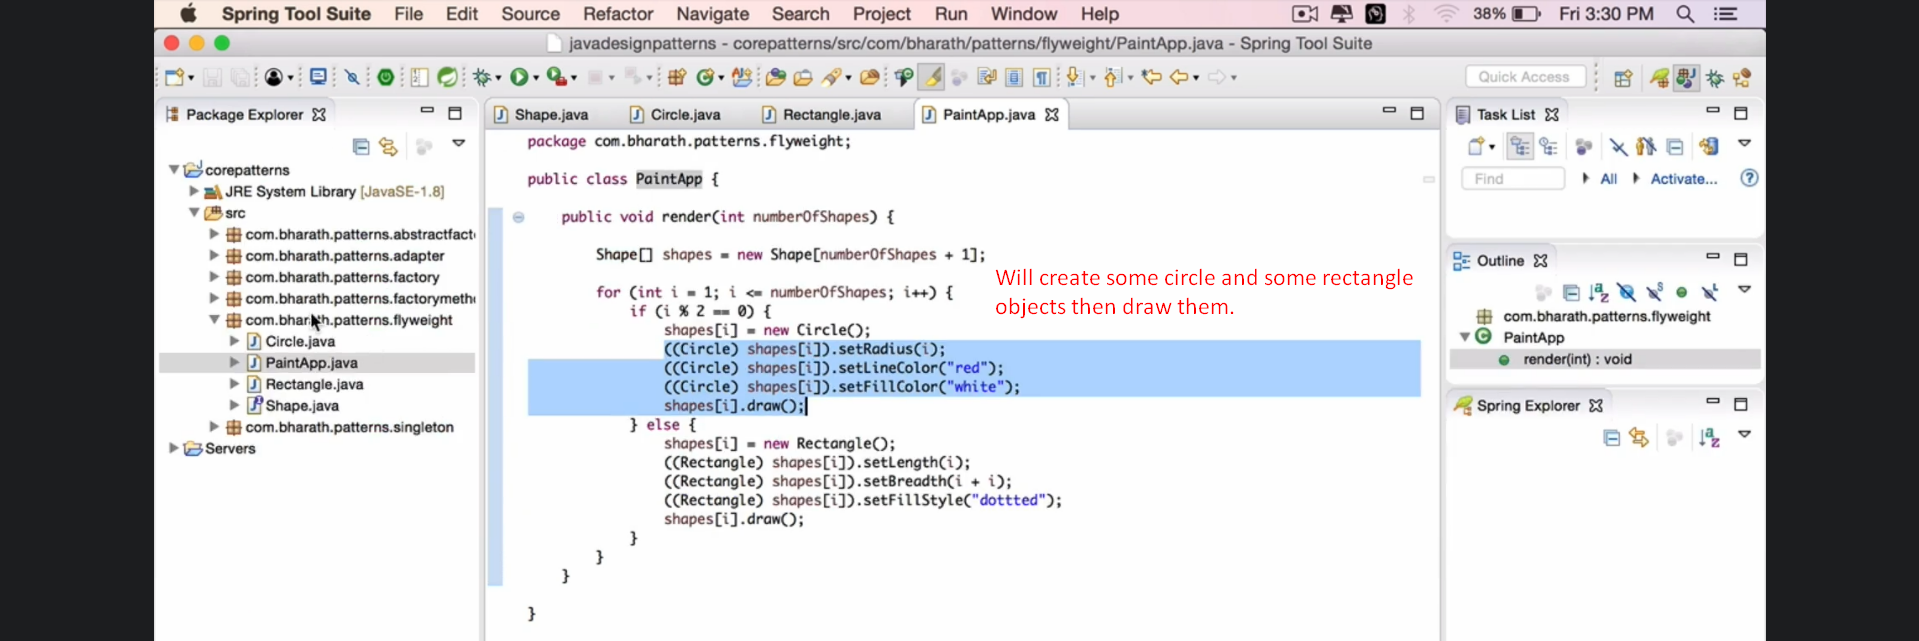 Spring Tool Suite File Edit Source Refactor Navigate Search Project Run Window Help 38% Fri 3:30 PM
javadesignpatterns - corepatterns/src/com/bharath/patterns/flyweight/PaintApp.java - Spring Tool Suite
Quick Access
Package Explorer
corepatterns
JRE System Library [JavaSE-1.8]
src
com.bharath.patterns.abstractfact
com.bharath.patterns.adapter
com.bharath.patterns.factory
com.bharath.patterns.factorymeth
com.bharath.patterns.flyweight
Circle.java
PaintApp.java
Rectangle.java
Shape.java
com.bharath.patterns.singleton
Servers
Shape.java Circle.java Rectangle.java PaintApp.java
package com.bharath.patterns.flyweight;
public class PaintApp {
public void render(int numberOfShapes) {
Shape[] shapes = new Shape[numberOfShapes + 1];
for (int i = 1; i <= numberOfShapes; i++) {
if (i % 2 == 0) {
shapes[i] = new Circle();
((Circle) shapes[i]).setRadius(i);
((Circle) shapes[i]).setLineColor("red");
((Circle) shapes[i]).setFillColor("white");
shapes[i].draw();
} else {
shapes[i] = new Rectangle();
((Rectangle) shapes[i]).setLength(i);
((Rectangle) shapes[i]).setBreadth(i + i);
((Rectangle) shapes[i]).setFillStyle("dottted");
shapes[i].draw();
}
}
}
}
Will create some circle and some rectangle
objects then draw them.
Task List
Find All Activate...
Outline
com.bharath.patterns.flyweight
PaintApp
render(int) : void
Spring Explorer